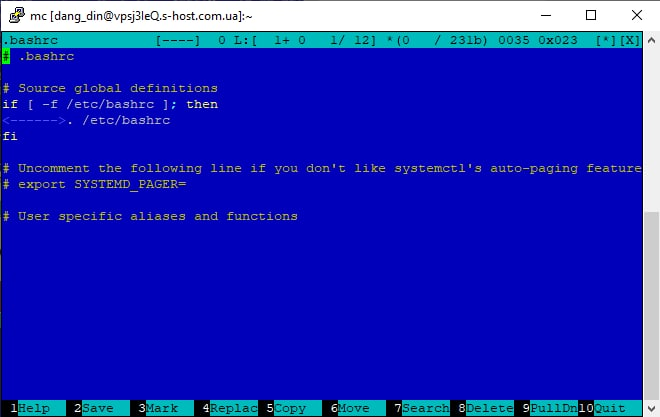 mc [dang_din@vpsj3leQ.s-host.com.ua]:~
.bashrc [----] 0 L:[ 1+ 0 1/ 12] *(0 / 231b) 0035 0x023 [*][X]
# .bashrc
# Source global definitions
if [ -f /etc/bashrc ]; then
<------>. /etc/bashrc
fi
# Uncomment the following line if you don't like systemctl's auto-paging feature
# export SYSTEMD_PAGER=
# User specific aliases and functions
1Help 2Save 3Mark 4Replac 5Copy 6Move 7Search 8Delete 9PullDn 10Quit